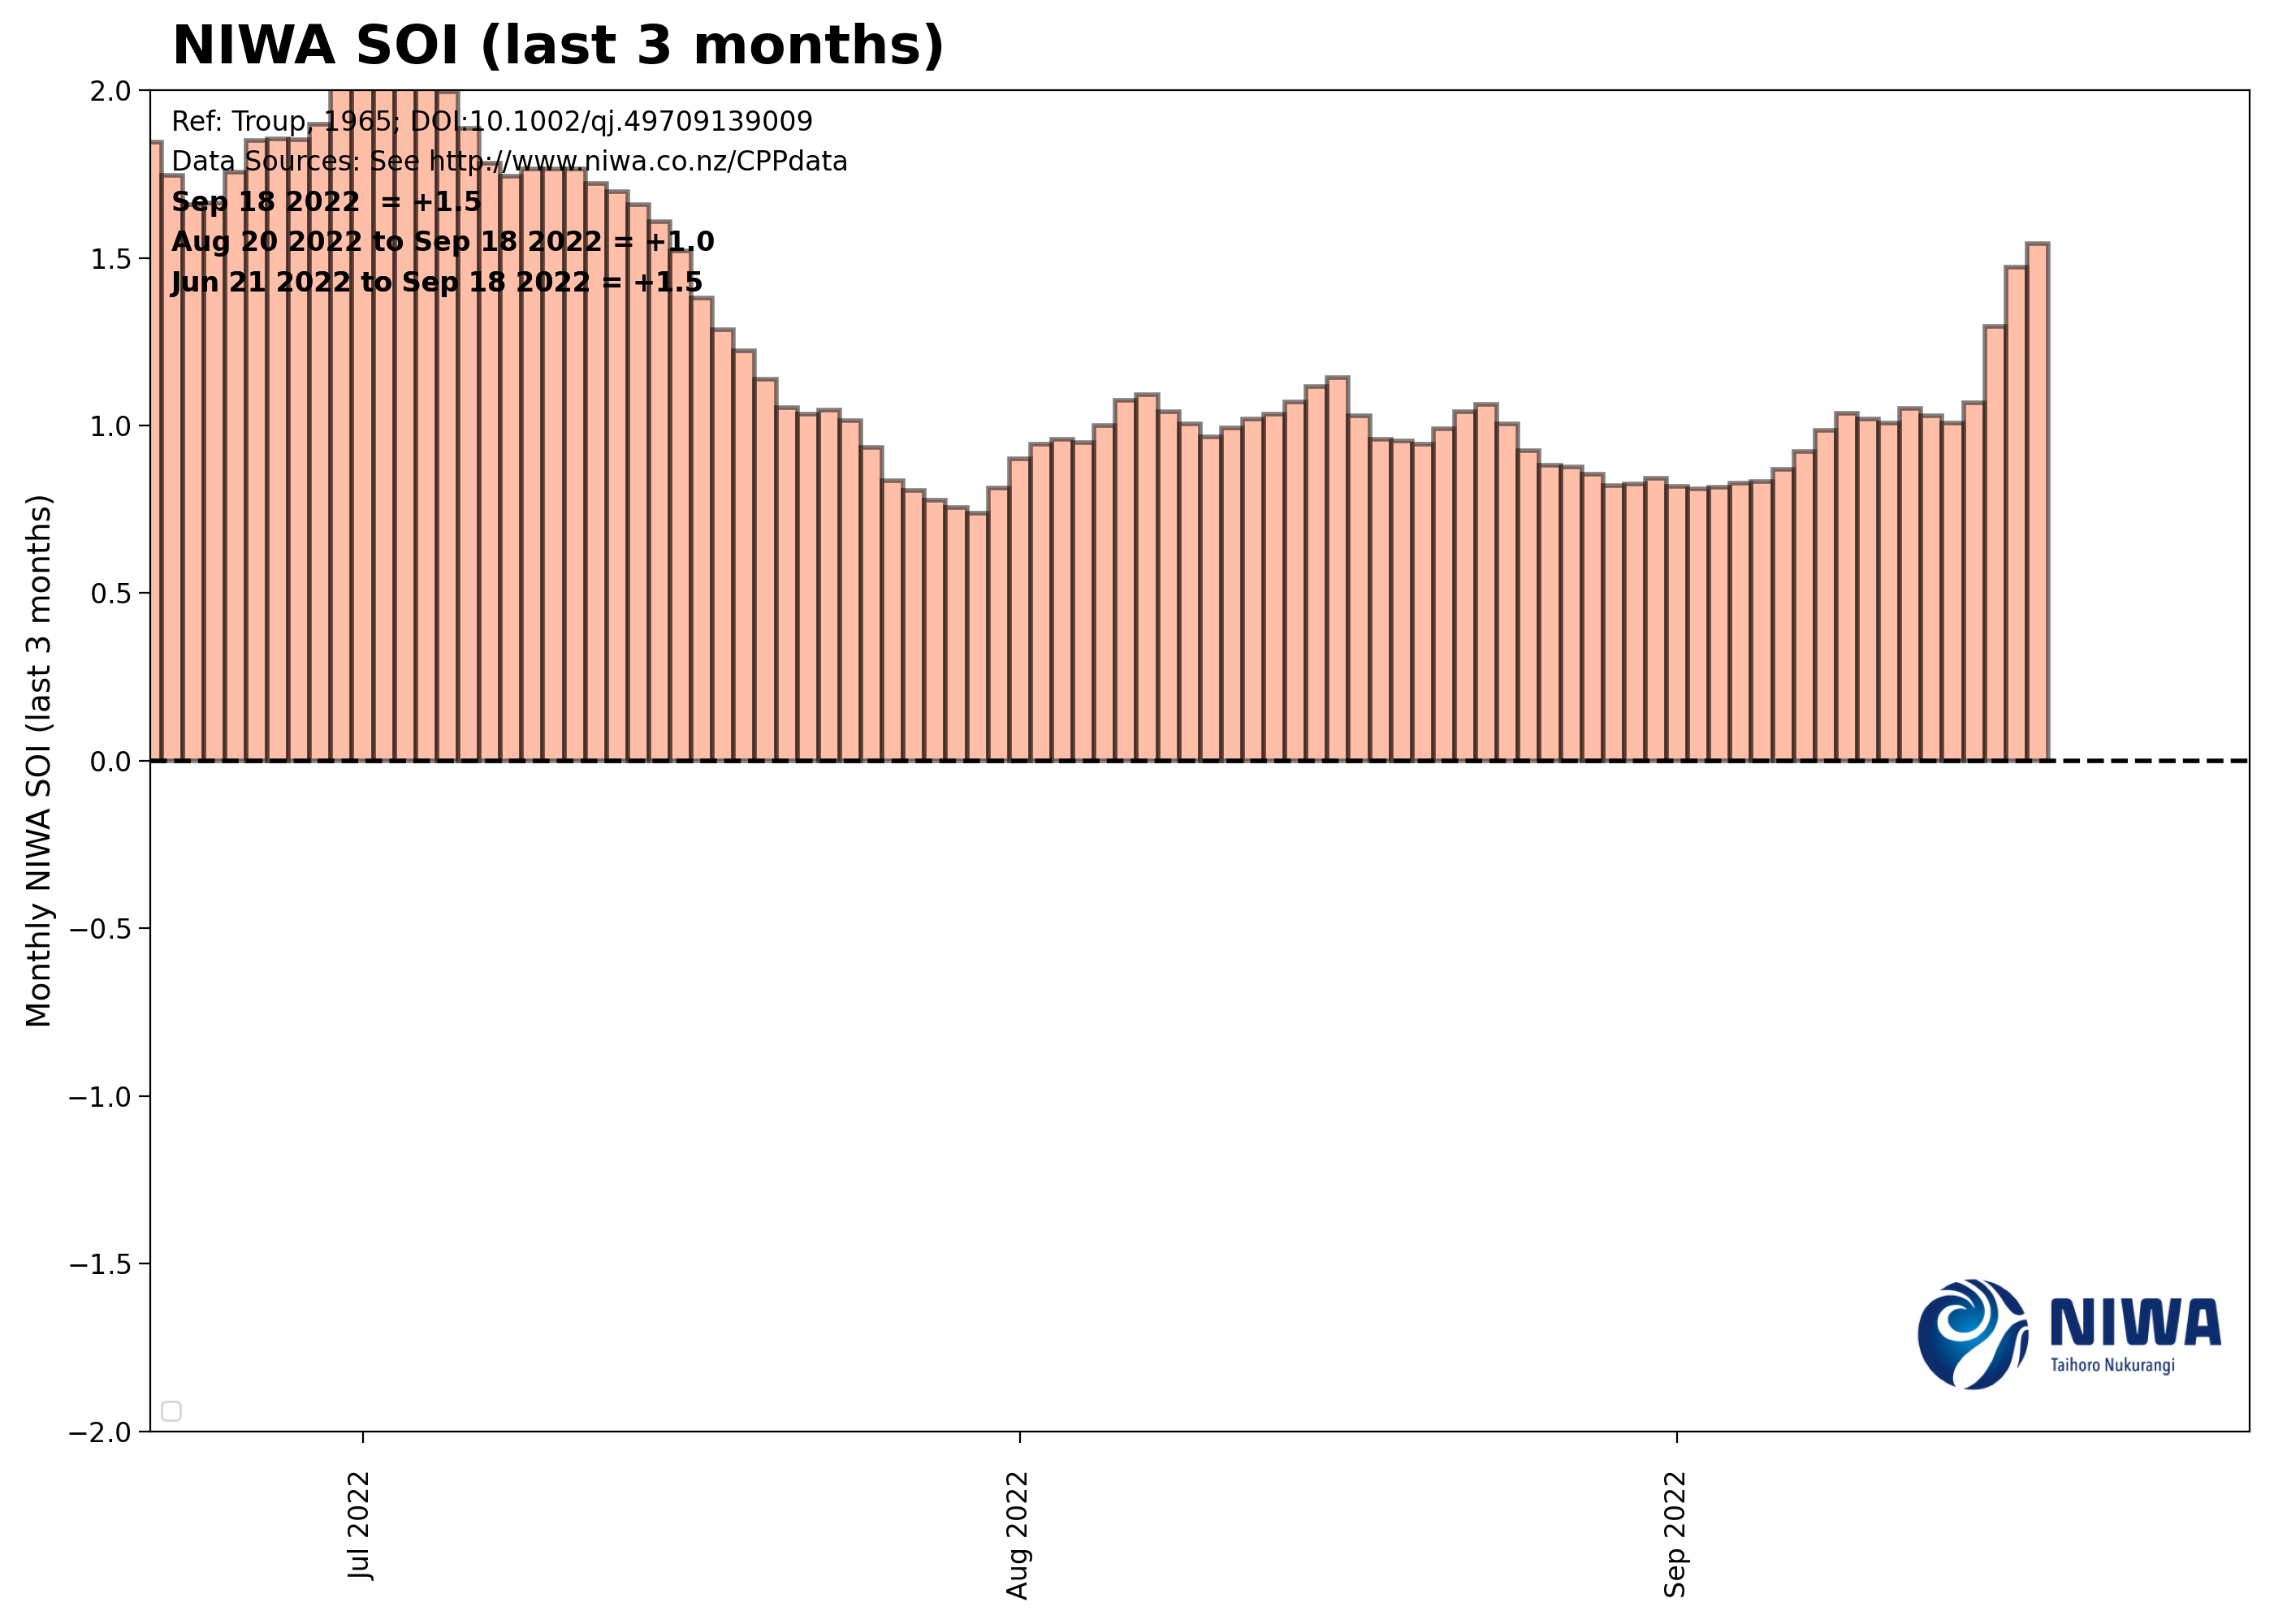 NIWA SOI (last 3 months)
Ref: Troup, 1965; DOI:10.1002/qj.49709139009
Data Sources: See http://www.niwa.co.nz/CPPdata
Sep 18 2022  = +1.5
Aug 20 2022 to Sep 18 2022 = +1.0
Jun 21 2022 to Sep 18 2022 = +1.5
Monthly NIWA SOI (last 3 months)
2.0
1.5
1.0
0.5
0.0
−0.5
−1.0
−1.5
−2.0
Jul 2022
Aug 2022
Sep 2022
NIWA
Taihoro Nukurangi